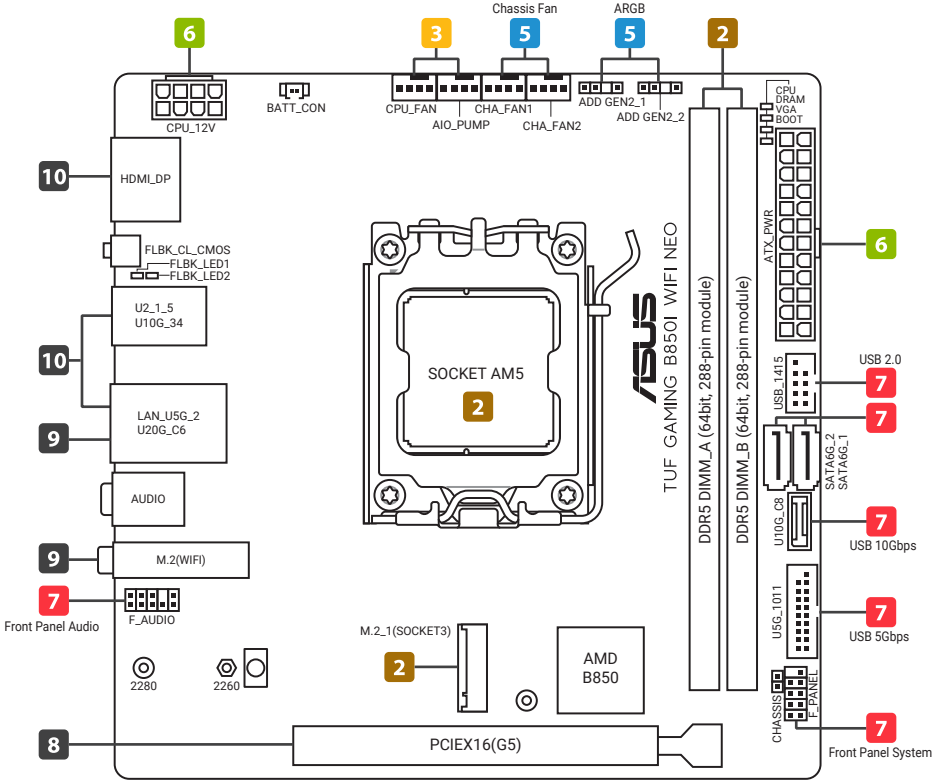 Chassis Fan
ARGB
6
3
5
5
2
CPU_12V
BATT_CON
CPU_FAN
AIO_PUMP
CHA_FAN1
CHA_FAN2
ADD GEN2_1
ADD GEN2_2
CPU
DRAM
VGA
BOOT
10
HDMI_DP
ATX_PWR
6
FLBK_CL_CMOS
FLBK_LED1
FLBK_LED2
U2_1_5
U10G_34
10
ASUS
TUF GAMING B850I WIFI NEO
DDR5 DIMM_A (64bit, 288-pin module)
DDR5 DIMM_B (64bit, 288-pin module)
SOCKET AM5
2
USB_1415
USB 2.0
7
7
LAN_U5G_2
U20G_C6
9
SATA6G_2
SATA6G_1
AUDIO
U10G_C8
7
USB 10Gbps
9
M.2(WIFI)
7
Front Panel Audio
F_AUDIO
U5G_1011
7
USB 5Gbps
M.2_1(SOCKET3)
2
AMD
B850
2280
2260
CHASSIS
F_PANEL
7
Front Panel System
8
PCIEX16(G5)